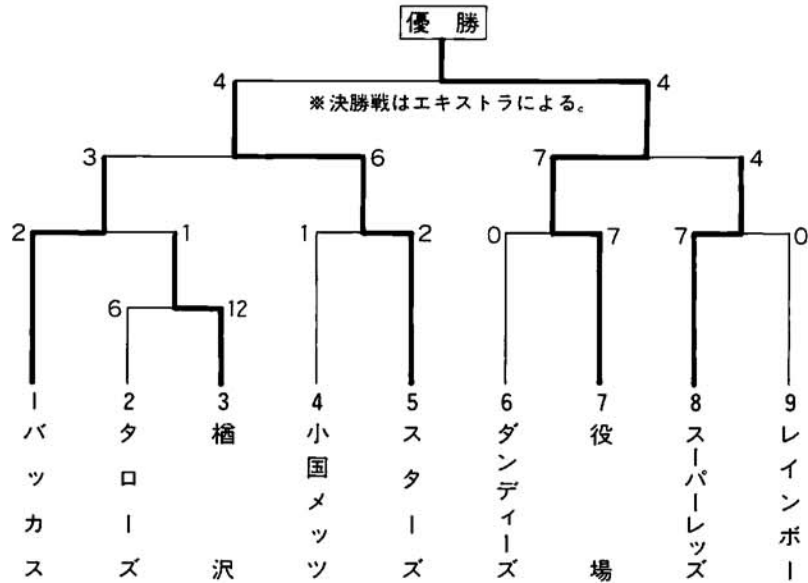 優勝
4 4
※決勝戦はエキストラによる。
3 6 7 4
2 1 1 2 0 7 7 0
6 12
1 2 3 4 5 6 7 8 9
バッカス
タローズ
楢沢
小国メッツ
スターズ
ダンディーズ
役場
スーパーレッズ
レインボー